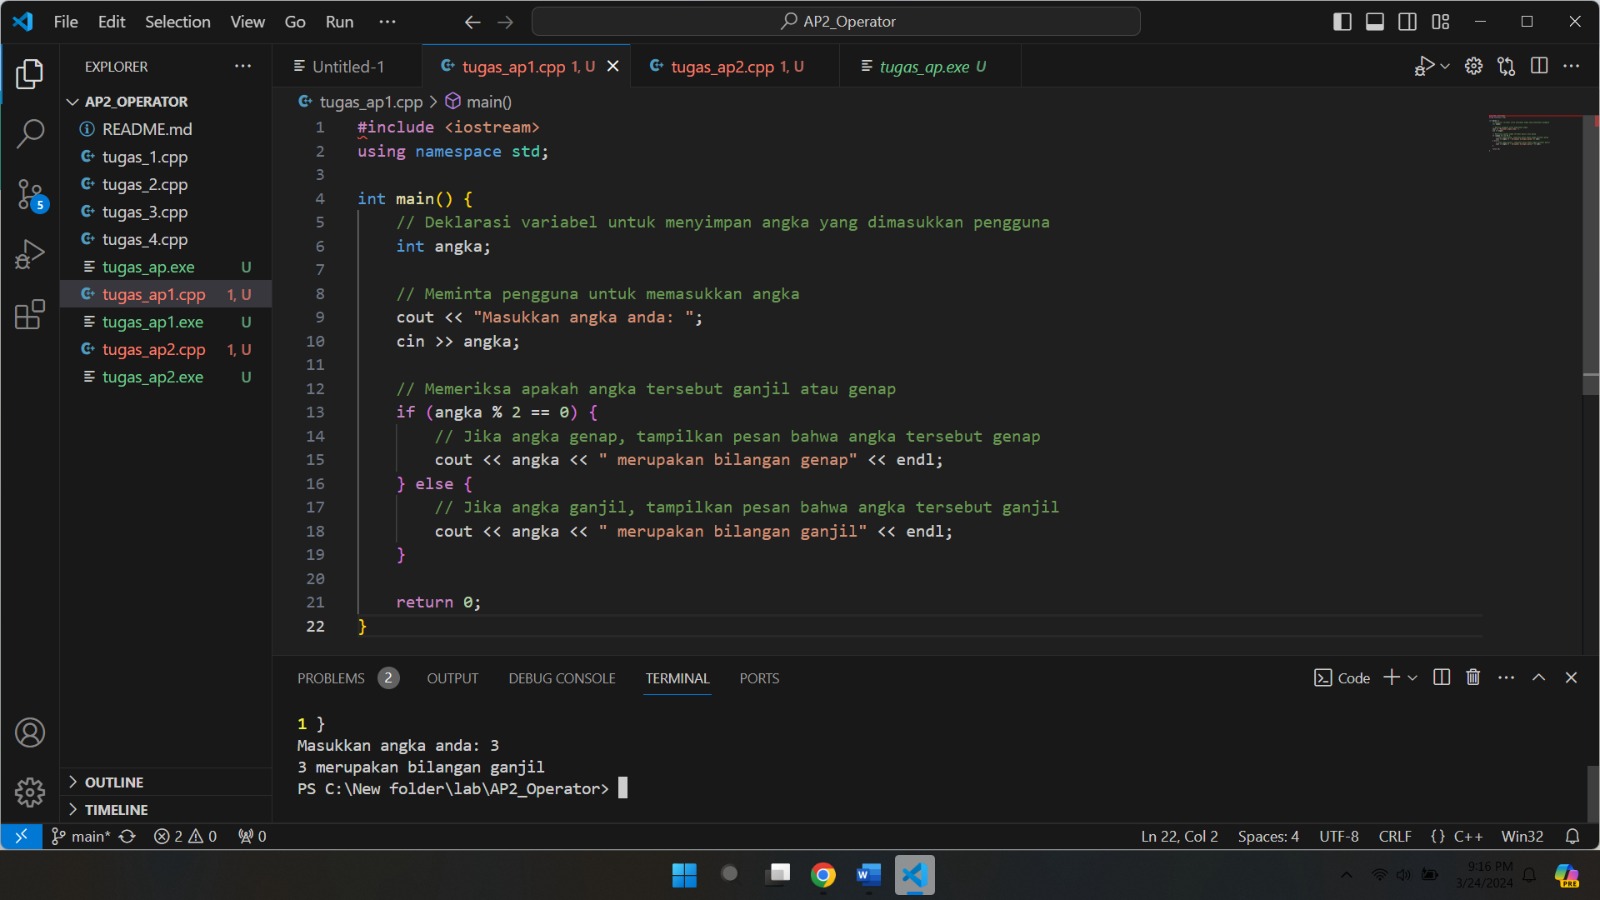 File Edit Selection View Go Run ··· AP2_Operator
EXPLORER ···
AP2_OPERATOR
README.md
tugas_1.cpp
tugas_2.cpp
tugas_3.cpp
tugas_4.cpp
tugas_ap.exe U
tugas_ap1.cpp 1, U
tugas_ap1.exe U
tugas_ap2.cpp 1, U
tugas_ap2.exe U
OUTLINE
TIMELINE
5
Untitled-1 tugas_ap1.cpp 1, U tugas_ap2.cpp 1, U tugas_ap.exe U
tugas_ap1.cpp > main()
1 #include <iostream>
2 using namespace std;
3
4 int main() {
5 // Deklarasi variabel untuk menyimpan angka yang dimasukkan pengguna
6 int angka;
7
8 // Meminta pengguna untuk memasukkan angka
9 cout << "Masukkan angka anda: ";
10 cin >> angka;
11
12 // Memeriksa apakah angka tersebut ganjil atau genap
13 if (angka % 2 == 0) {
14 // Jika angka genap, tampilkan pesan bahwa angka tersebut genap
15 cout << angka << " merupakan bilangan genap" << endl;
16 } else {
17 // Jika angka ganjil, tampilkan pesan bahwa angka tersebut ganjil
18 cout << angka << " merupakan bilangan ganjil" << endl;
19 }
20
21 return 0;
22 }
PROBLEMS 2 OUTPUT DEBUG CONSOLE TERMINAL PORTS Code
1 }
Masukkan angka anda: 3
3 merupakan bilangan ganjil
PS C:\New folder\lab\AP2_Operator>
main* 2 0 0 Ln 22, Col 2 Spaces: 4 UTF-8 CRLF {} C++ Win32
9:16 PM
3/24/2024
PRE